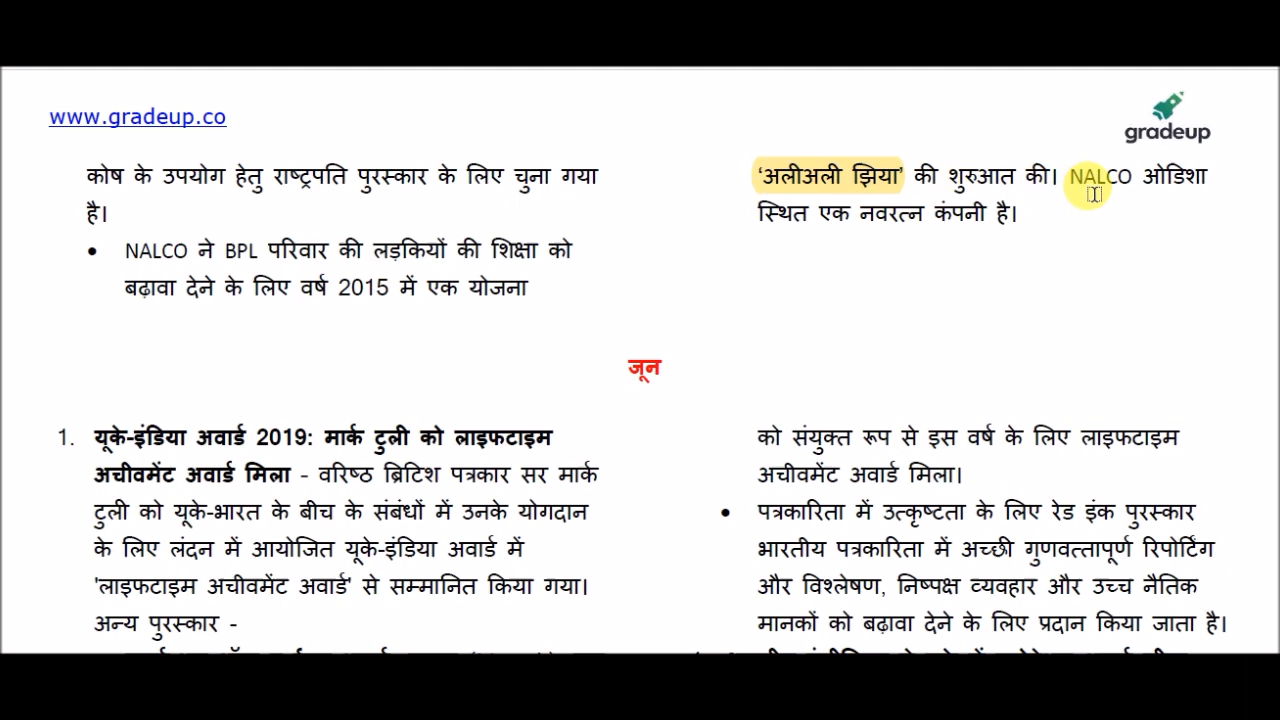 www.gradeup.co
gradeup
कोष के उपयोग हेतु राष्ट्रपति पुरस्कार के लिए चुना गया
है।
• NALCO ने BPL परिवार की लड़कियों की शिक्षा को
बढ़ावा देने के लिए वर्ष 2015 में एक योजना
‘अलीअली झिया’ की शुरुआत की। NALCO ओडिशा
स्थित एक नवरत्न कंपनी है।
जून
1. यूके-इंडिया अवार्ड 2019: मार्क टुली को लाइफटाइम
अचीवमेंट अवार्ड मिला - वरिष्ठ ब्रिटिश पत्रकार सर मार्क
टुली को यूके-भारत के बीच के संबंधों में उनके योगदान
के लिए लंदन में आयोजित यूके-इंडिया अवार्ड में
'लाइफटाइम अचीवमेंट अवार्ड' से सम्मानित किया गया।
अन्य पुरस्कार -
को संयुक्त रूप से इस वर्ष के लिए लाइफटाइम
अचीवमेंट अवार्ड मिला।
• पत्रकारिता में उत्कृष्टता के लिए रेड इंक पुरस्कार
भारतीय पत्रकारिता में अच्छी गुणवत्तापूर्ण रिपोर्टिंग
और विश्लेषण, निष्पक्ष व्यवहार और उच्च नैतिक
मानकों को बढ़ावा देने के लिए प्रदान किया जाता है।